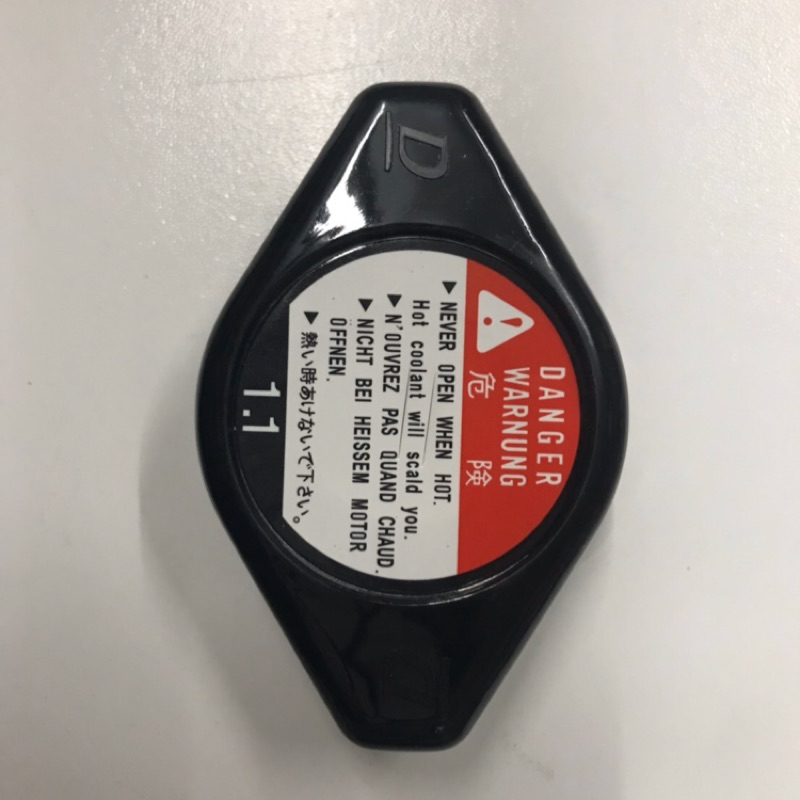 D
DANGER
WARNUNG
危 険
▶ NEVER OPEN WHEN HOT.
Hot coolant will scald you.
▶ N'OUVREZ PAS QUAND CHAUD.
▶ NICHT BEI HEISSEM MOTOR
ÖFFNEN.
▶ 熱い時あけないで下さい。
1.1